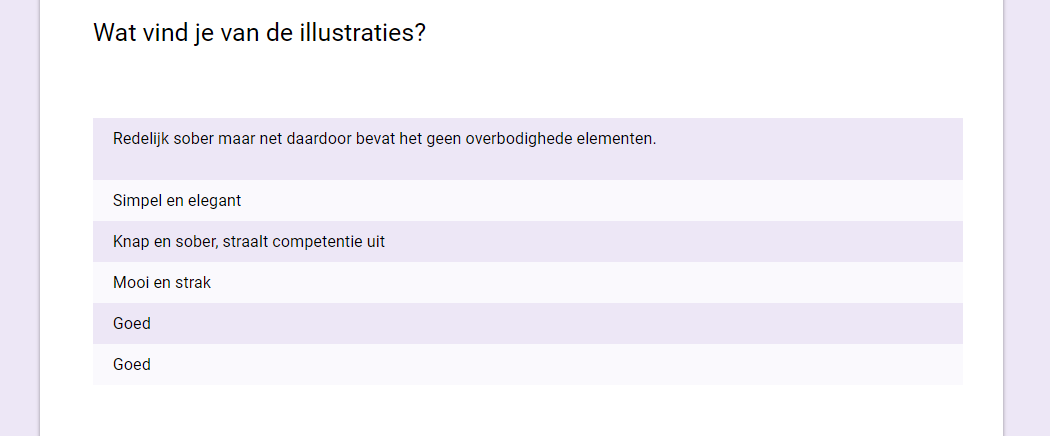 Wat vind je van de illustraties?
Redelijk sober maar net daardoor bevat het geen overbodighede elementen.
Simpel en elegant
Knap en sober, straalt competentie uit
Mooi en strak
Goed
Goed